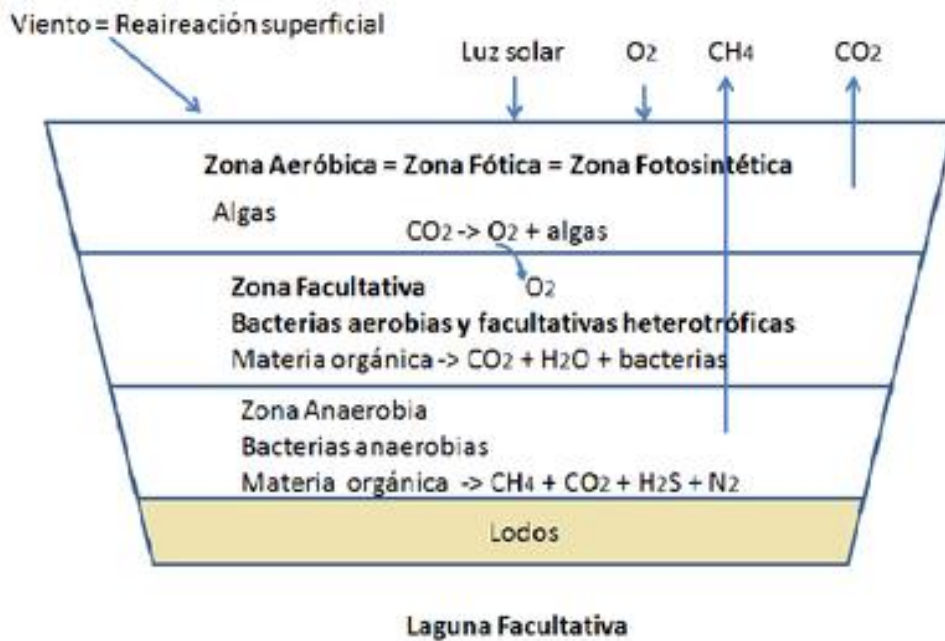 Viento = Reaireación superficial
Luz solar O2 CH4 CO2
Zona Aeróbica = Zona Fótica = Zona Fotosintética
Algas
CO2 -> O2 + algas
Zona Facultativa O2
Bacterias aerobias y facultativas heterotróficas
Materia orgánica -> CO2 + H2O + bacterias
Zona Anaerobia
Bacterias anaerobias
Materia orgánica -> CH4 + CO2 + H2S + N2
Lodos
Laguna Facultativa